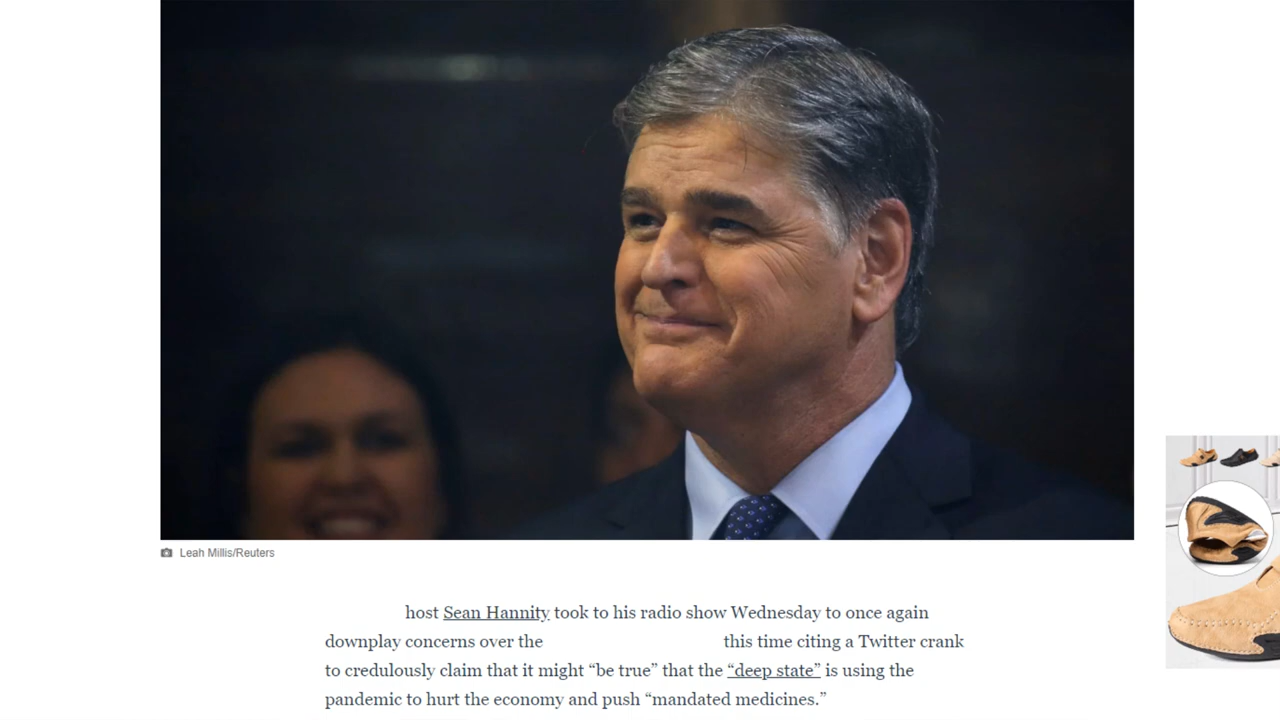 Leah Millis/Reuters
host Sean Hannity took to his radio show Wednesday to once again
downplay concerns over the this time citing a Twitter crank
to credulously claim that it might “be true” that the “deep state” is using the
pandemic to hurt the economy and push “mandated medicines.”